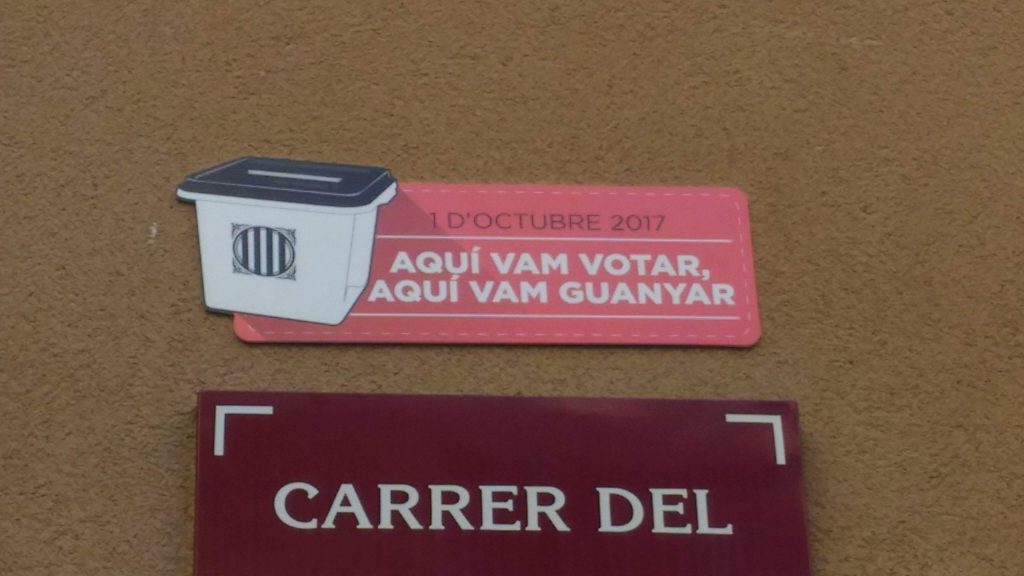 1 D'OCTUBRE 2017
AQUÍ VAM VOTAR,
AQUÍ VAM GUANYAR
CARRER DEL